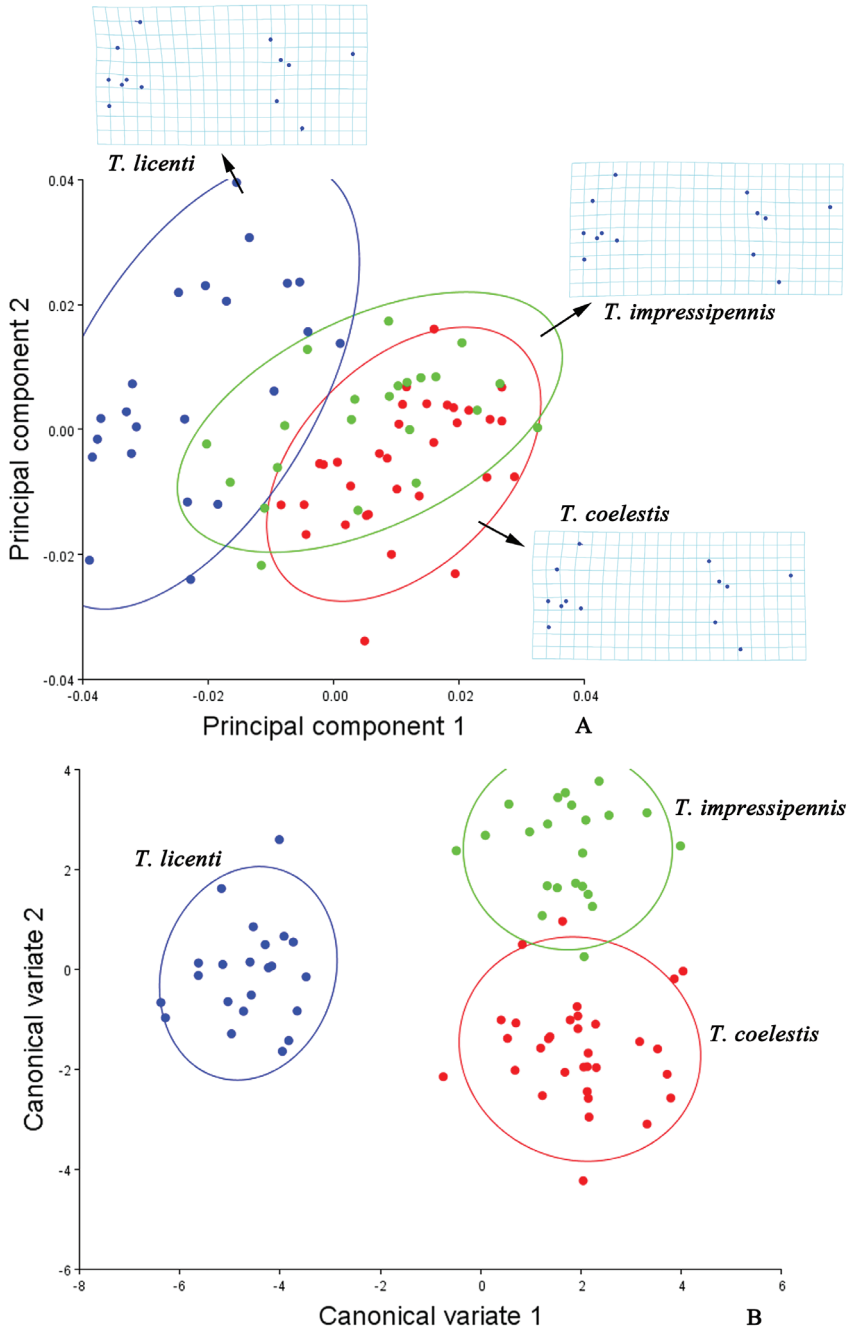 T. licenti
T. impressipennis
T. coelestis
Principal component 2
0.04
0.02
0.00
-0.02
-0.04
-0.04
-0.02
0.00
0.02
0.04
Principal component 1
A
T. impressipennis
T. licenti
T. coelestis
Canonical variate 2
4
2
0
-2
-4
-6
-8
-6
-4
-2
0
2
4
6
Canonical variate 1
B